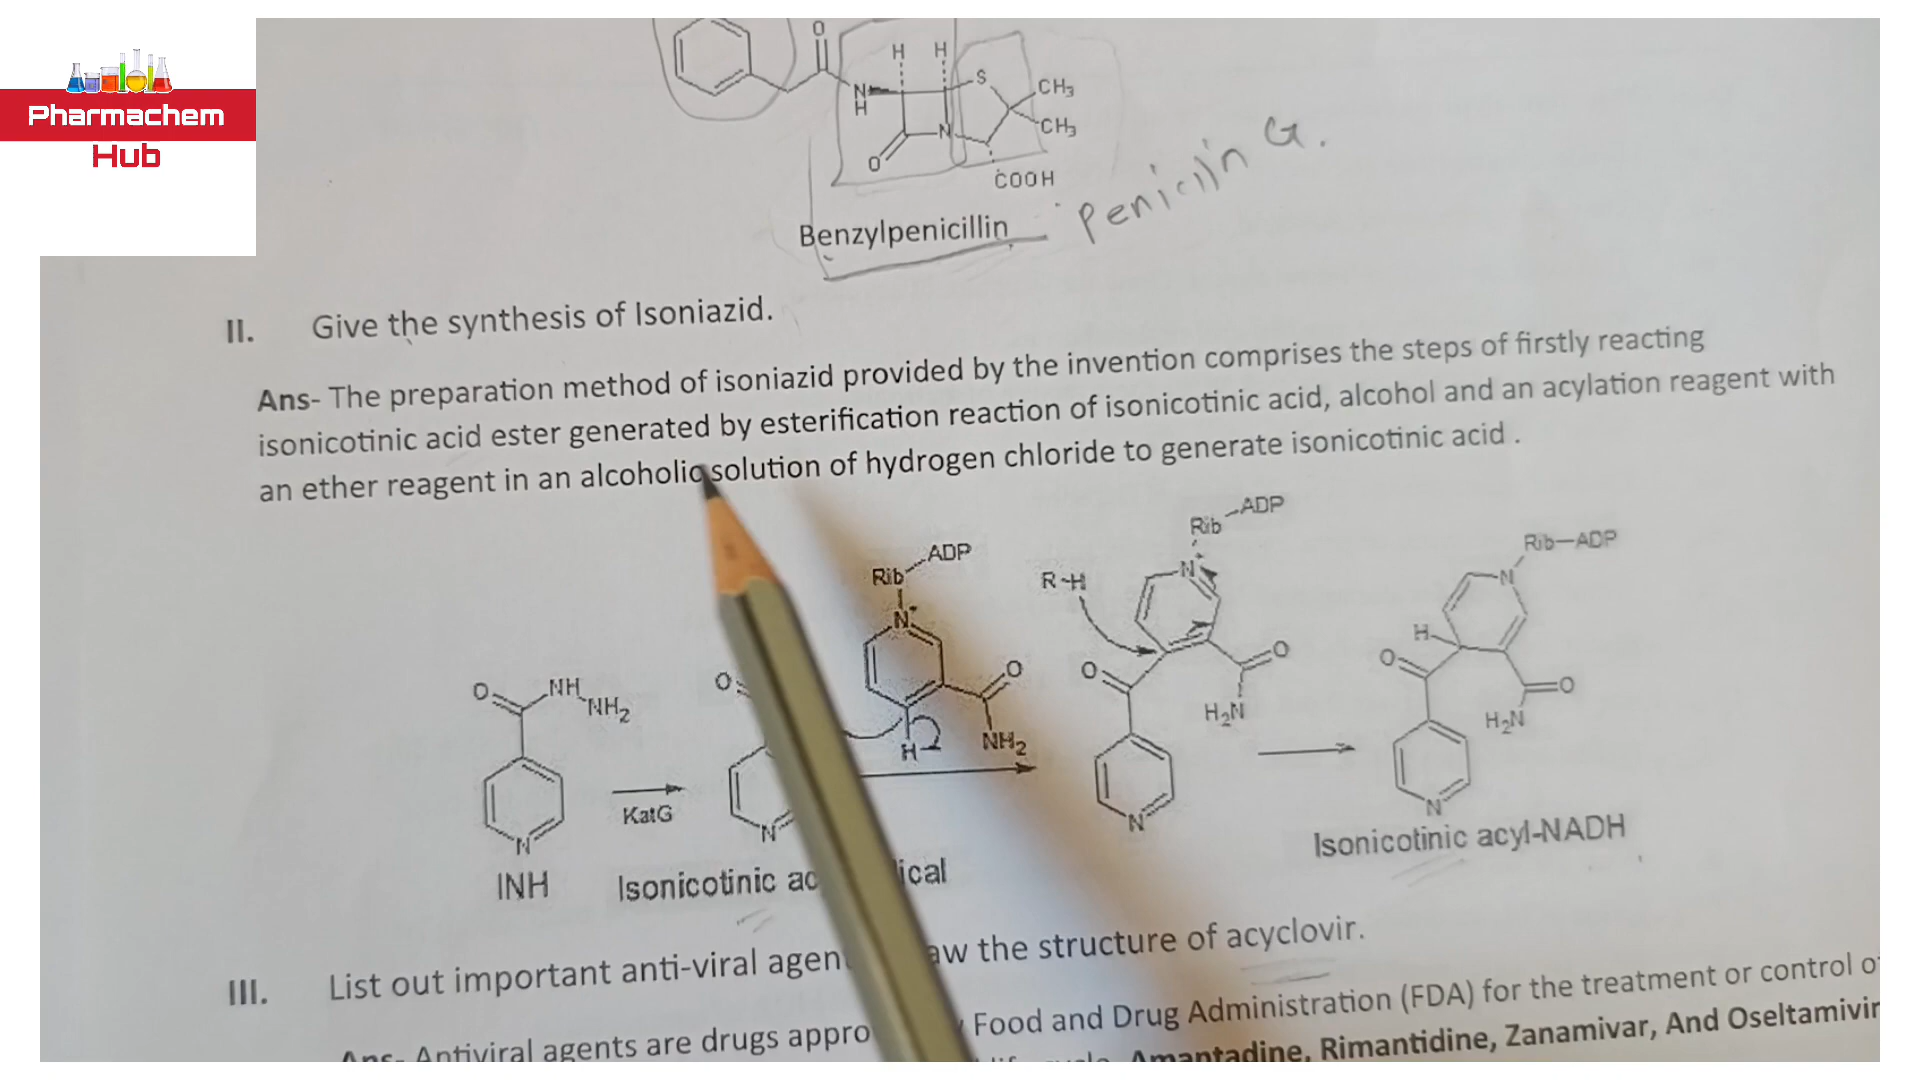 Pharmachem
Hub
O
H H
S
CH3
N
H
CH3
N
O
COOH
Benzylpenicillin
Penicilin G.
II. Give the synthesis of Isoniazid.
Ans- The preparation method of isoniazid provided by the invention comprises the steps of firstly reacting
isonicotinic acid ester generated by esterification reaction of isonicotinic acid, alcohol and an acylation reagent with
an ether reagent in an alcoholic solution of hydrogen chloride to generate isonicotinic acid .
Rib-ADP
N+
O
NH2
H
Rib-ADP
N+
R-H
O
O
H2N
N
Rib-ADP
N
H
O
O
H2N
N
O
NH
NH2
N
INH
KatG
O
N
Isonicotinic ical
Isonicotinic acyl-NADH
III. List out important anti-viral the structure of acyclovir.
Ans- Antiviral agents are drugs Food and Drug Administration (FDA) for the treatment or control
Amantadine, Rimantidine, Zanamivar, And Oseltamivir